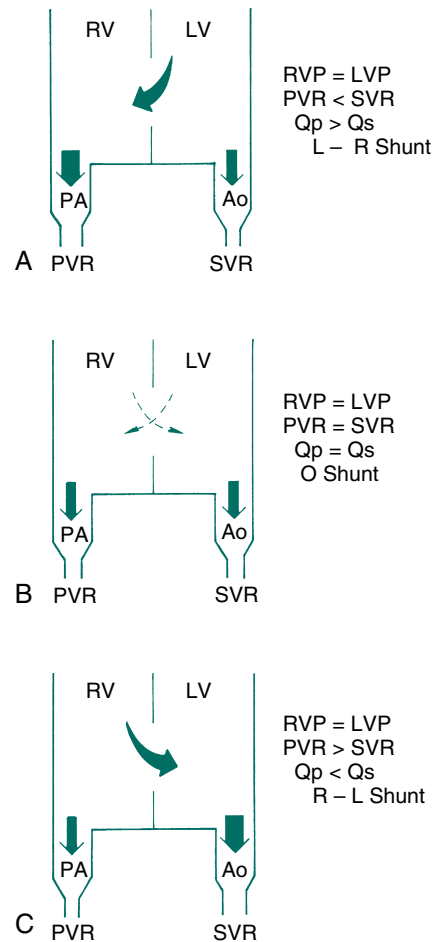 RV LV
RVP = LVP
PVR < SVR
Qp > Qs
L – R Shunt
PA Ao
A PVR SVR
RV LV
RVP = LVP
PVR = SVR
Qp = Qs
O Shunt
PA Ao
B PVR SVR
RV LV
RVP = LVP
PVR > SVR
Qp < Qs
R – L Shunt
PA Ao
C PVR SVR